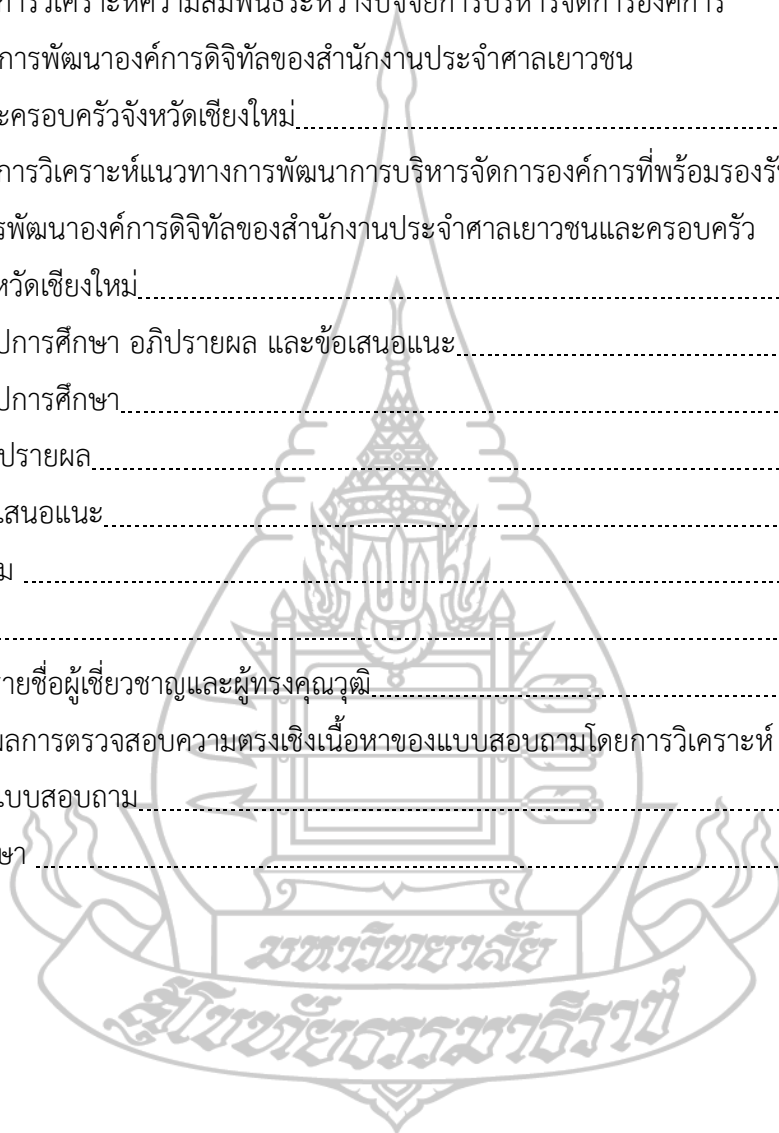 การวิเคราะห์ความสัมพันธ์ระหว่างปัจจัยการบริหารจัดการองค์การ
การพัฒนาองค์การดิจิทัลของสำนักงานประจำศาลเยาวชน
ะครอบครัวจังหวัดเชียงใหม่
การวิเคราะห์แนวทางการพัฒนาการบริหารจัดการองค์การที่พร้อมรองรับ
รพัฒนาองค์การดิจิทัลของสำนักงานประจำศาลเยาวชนและครอบครัว
หวัดเชียงใหม่
ปการศึกษา อภิปรายผล และข้อเสนอแนะ
ปการศึกษา
ปรายผล
เสนอแนะ
ม
ายชื่อผู้เชี่ยวชาญและผู้ทรงคุณวุฒิ
ผลการตรวจสอบความตรงเชิงเนื้อหาของแบบสอบถามโดยการวิเคราะห์
แบบสอบถาม
ษา
มหาวิทยาลัย
สุโขทัยธรรมาธิราช